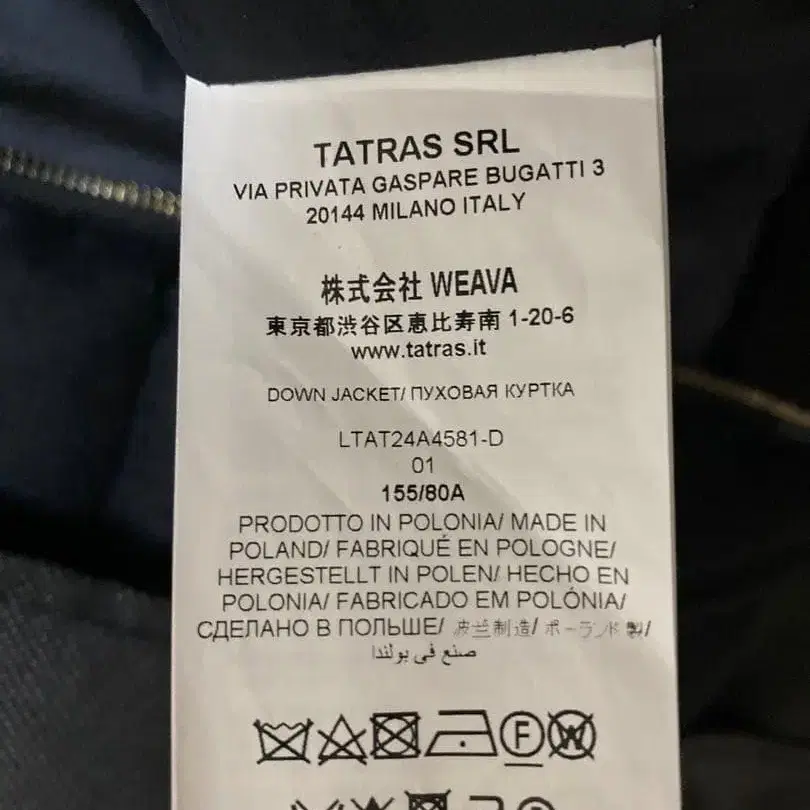 TATRAS SRL
VIA PRIVATA GASPARE BUGATTI 3
20144 MILANO ITALY
株式会社 WEAVA
東京都渋谷区恵比寿南 1-20-6
www.tatras.it
DOWN JACKET/ ПУХОВАЯ КУРТКА
LTAT24A4581-D
01
155/80A
PRODOTTO IN POLONIA/ MADE IN
POLAND/ FABRIQUÉ EN POLOGNE/
HERGESTELLT IN POLEN/ HECHO EN
POLONIA/ FABRICADO EM POLÓNIA/
СДЕЛАНО В ПОЛЬШЕ/ 波兰制造/ ポーランド製/
صنع في بولندا
F W